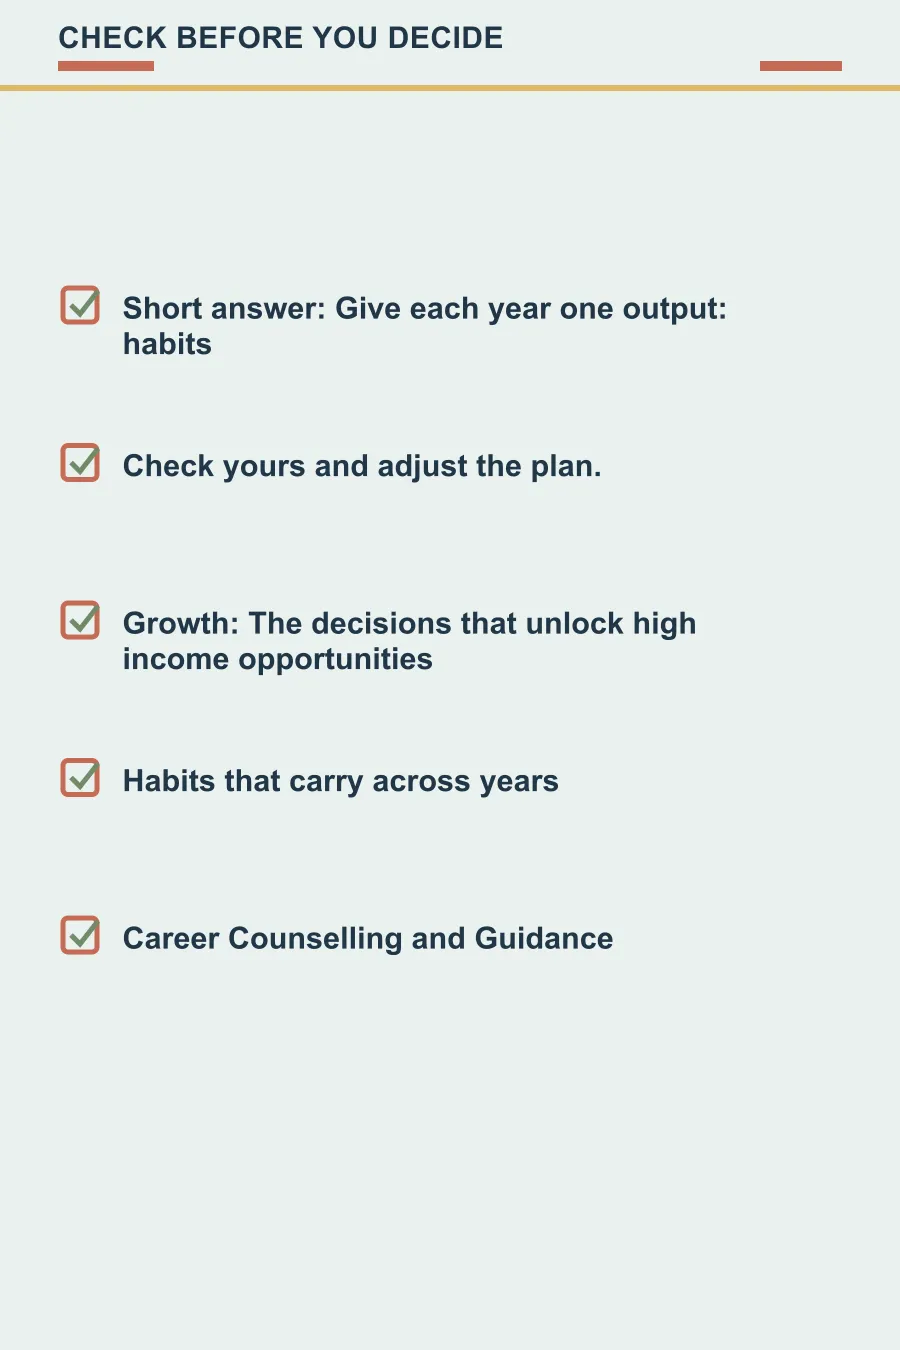 CHECK BEFORE YOU DECIDE
Short answer: Give each year one output:
habits
Check yours and adjust the plan.
Growth: The decisions that unlock high
income opportunities
Habits that carry across years
Career Counselling and Guidance